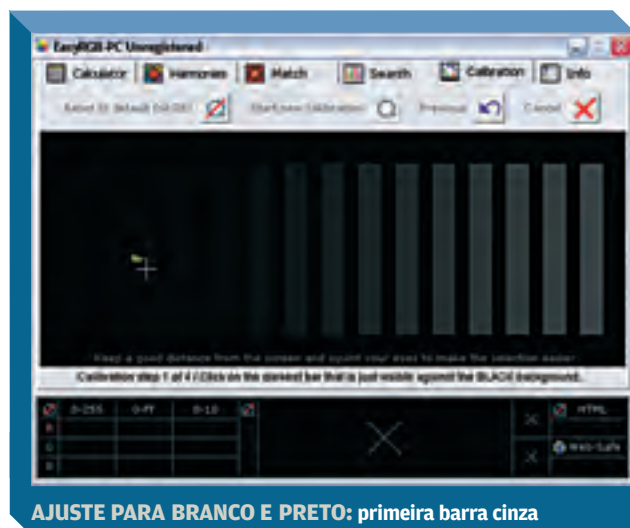 EasyRGB-PC Unregistered
Calculator Harmonies Match Search Calibration Info
Reset to default Start new Calibration Previous Cancel
Keep a good distance from the screen and squint your eyes to make the selection easier
Calibration step 1 of 4 : Click on the darkest bar that is just visible against the BLACK background.
0-255 0-FF 0-1.0 HTML
R
G Web-Safe
B
AJUSTE PARA BRANCO E PRETO: primeira barra cinza